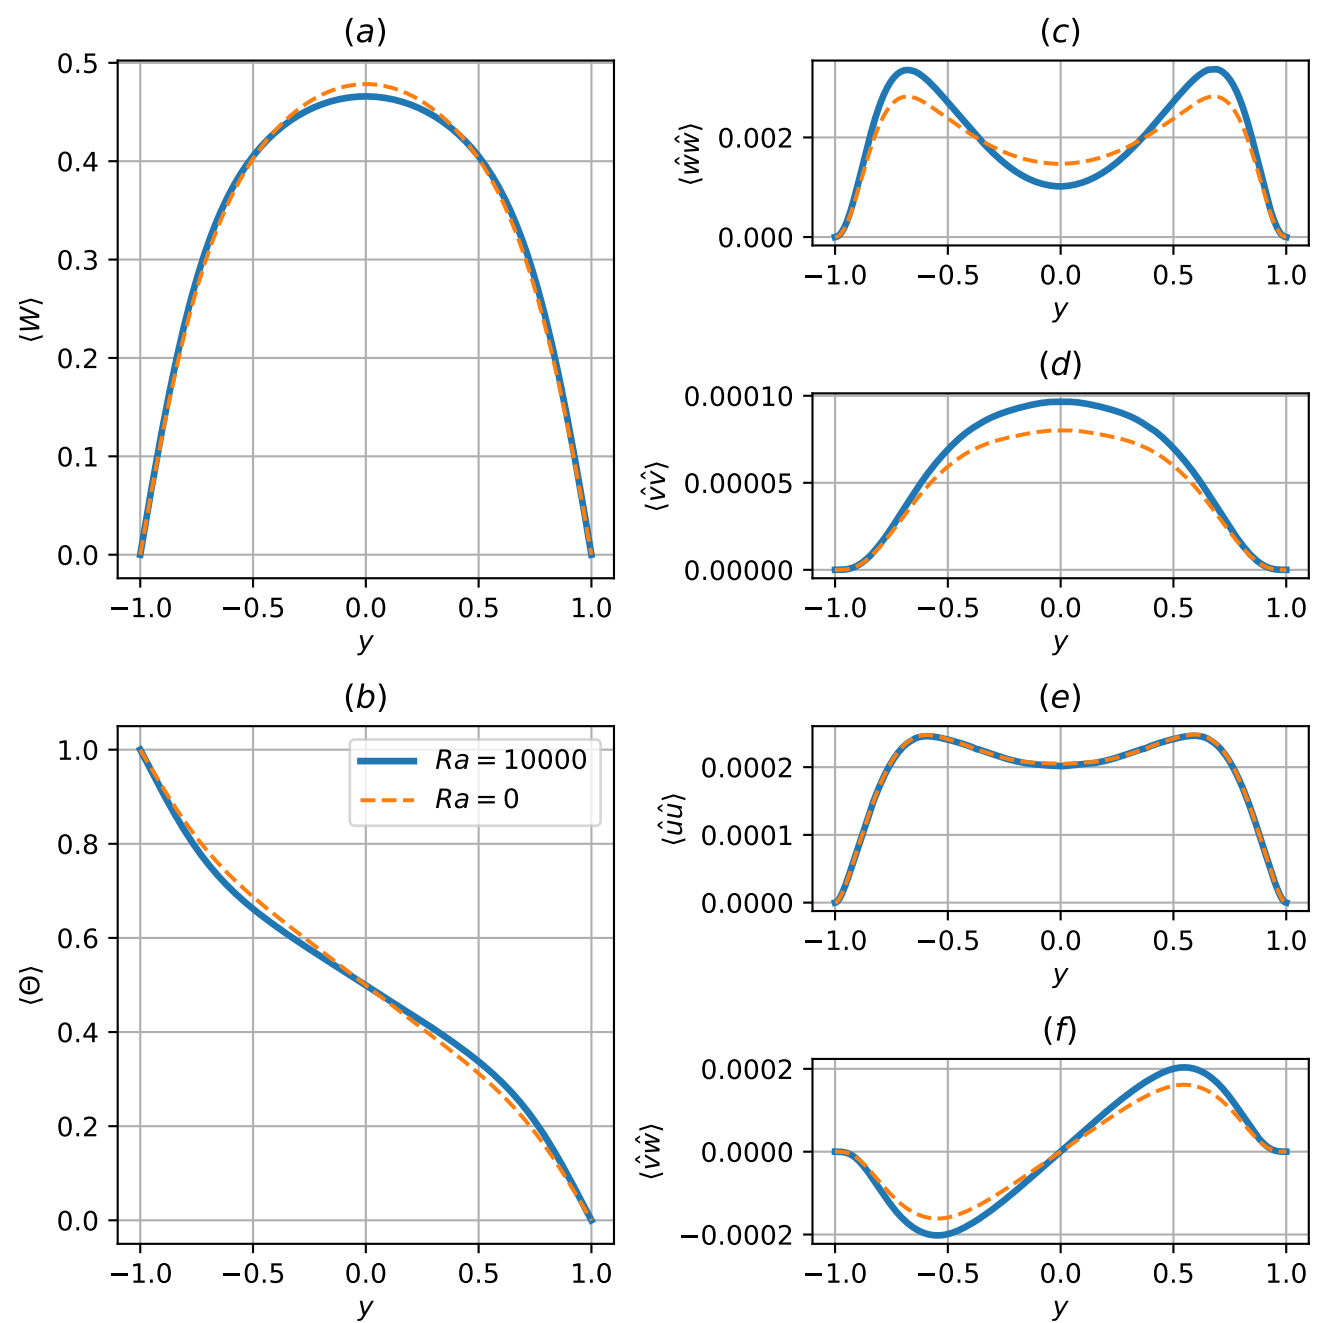 (a)
0.5
0.4
0.3
0.2
0.1
0.0
⟨W⟩
−1.0 −0.5 0.0 0.5 1.0
y
(b)
1.0
0.8
0.6
0.4
0.2
0.0
⟨Θ⟩
Ra = 10000
Ra = 0
−1.0 −0.5 0.0 0.5 1.0
y
(c)
0.002
0.000
⟨ŵŵ⟩
−1.0 −0.5 0.0 0.5 1.0
y
(d)
0.00010
0.00005
0.00000
⟨v̂v̂⟩
−1.0 −0.5 0.0 0.5 1.0
y
(e)
0.0002
0.0001
0.0000
⟨ûû⟩
−1.0 −0.5 0.0 0.5 1.0
y
(f)
0.0002
0.0000
−0.0002
⟨v̂ŵ⟩
−1.0 −0.5 0.0 0.5 1.0
y